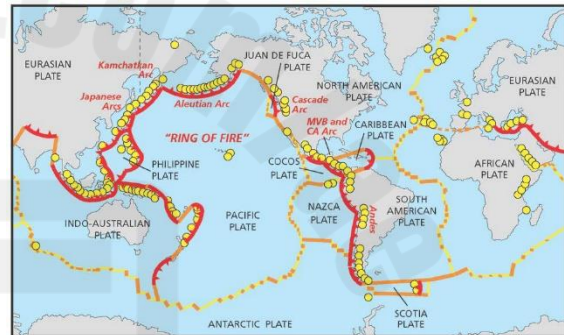 EURASIAN
PLATE
Kamchatkan
Arc
Japanese
Arcs
Aleutian Arc
JUAN DE FUCA
PLATE
Cascade
Arc
NORTH AMERICAN
PLATE
EURASIAN
PLATE
"RING OF FIRE"
MVB and
CA Arc
CARIBBEAN
PLATE
PHILIPPINE
PLATE
COCOS
PLATE
AFRICAN
PLATE
INDO-AUSTRALIAN
PLATE
PACIFIC
PLATE
NAZCA
PLATE
Andes
SOUTH
AMERICAN
PLATE
ANTARCTIC PLATE
SCOTIA
PLATE